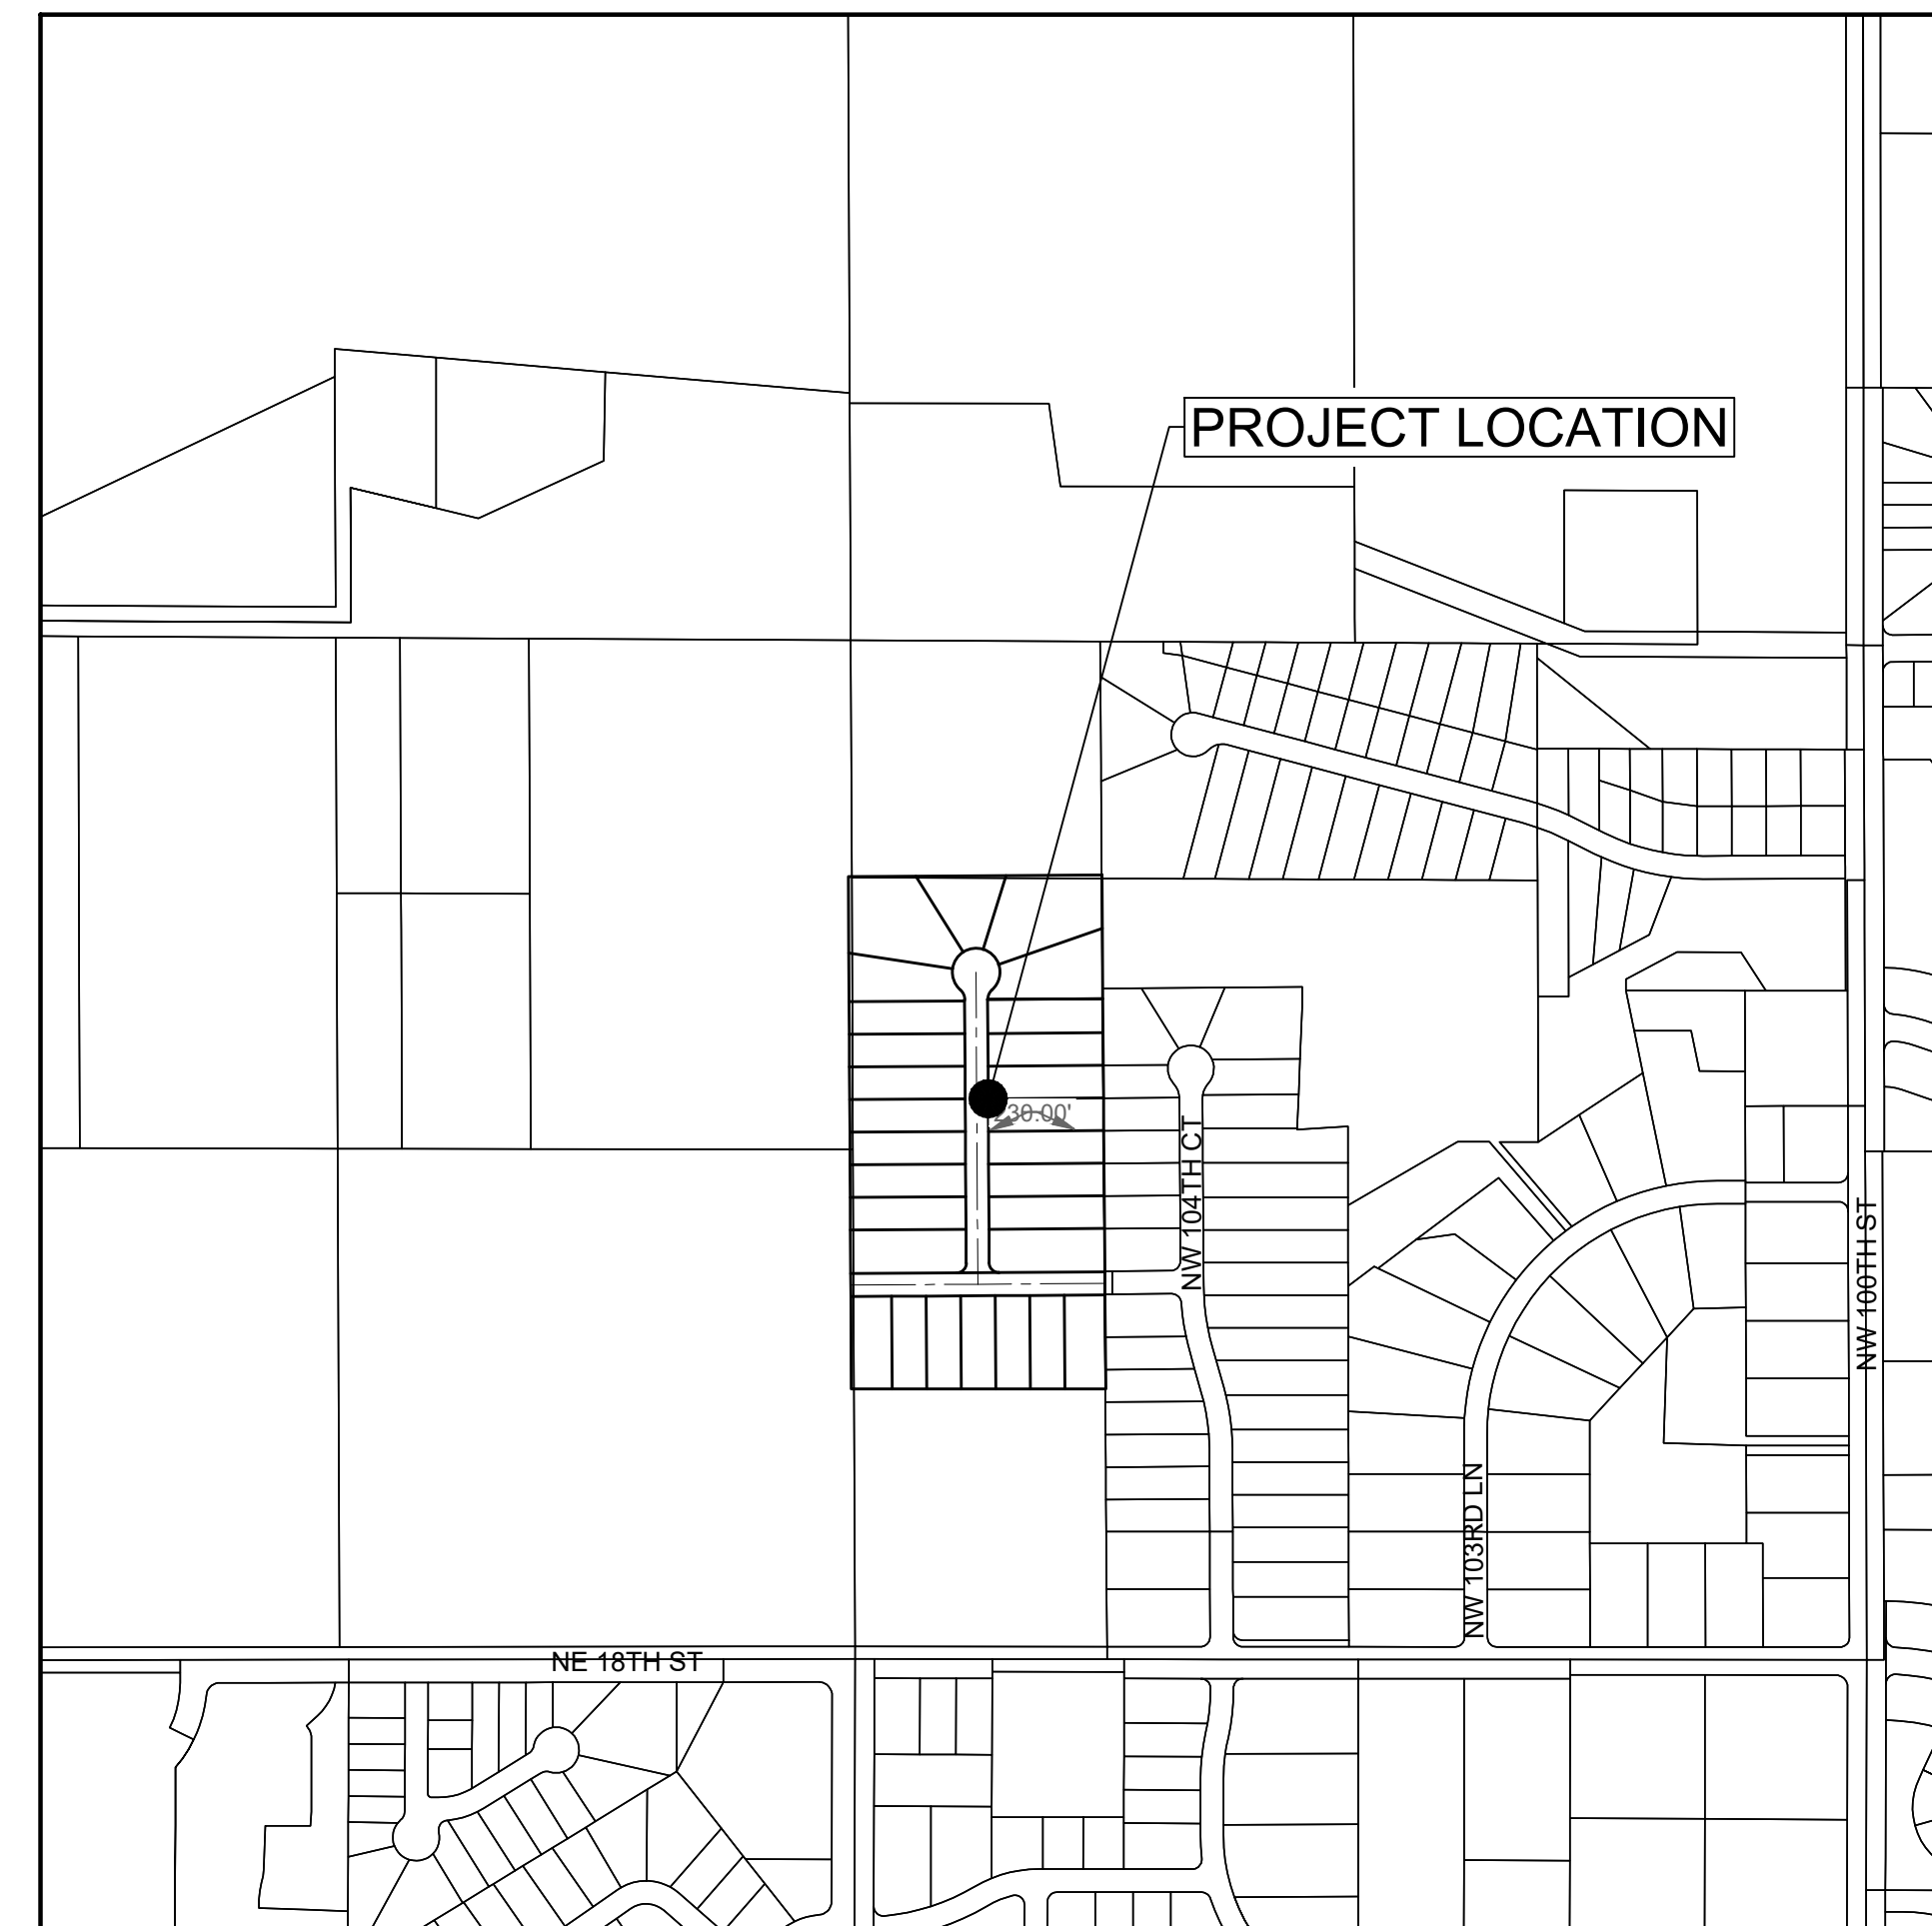 PROJECT LOCATION
230.00'
NW 104TH CT
NW 100TH ST
NW 103RD LN
NE 18TH ST